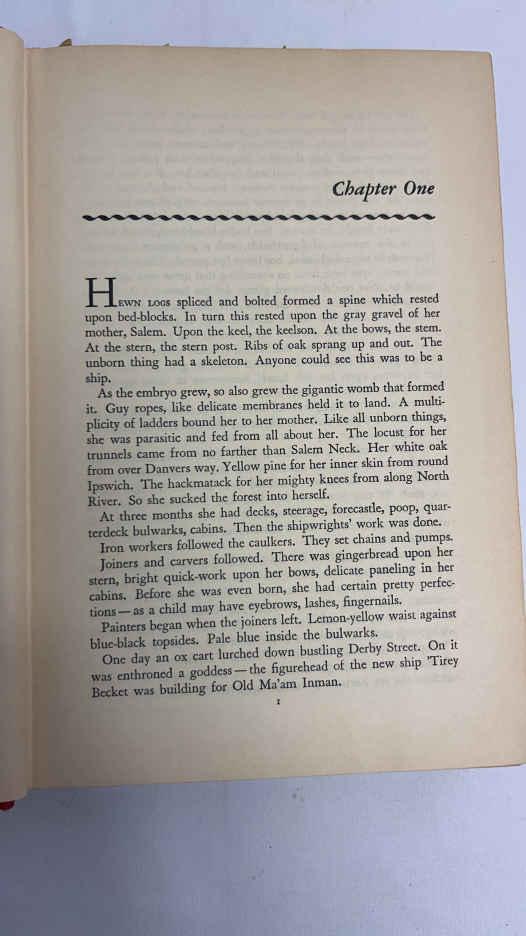 Chapter One
HEWN LOGS spliced and bolted formed a spine which rested
upon bed-blocks. In turn this rested upon the gray gravel of her
mother, Salem. Upon the keel, the keelson. At the bows, the stem.
At the stern, the stern post. Ribs of oak sprang up and out. The
unborn thing had a skeleton. Anyone could see this was to be a
ship.
As the embryo grew, so also grew the gigantic womb that formed
it. Guy ropes, like delicate membranes held it to land. A multi-
plicity of ladders bound her to her mother. Like all unborn things,
she was parasitic and fed from all about her. The locust for her
trunnels came from no farther than Salem Neck. Her white oak
from over Danvers way. Yellow pine for her inner skin from round
Ipswich. The hackmatack for her mighty knees from along North
River. So she sucked the forest into herself.
At three months she had decks, steerage, forecastle, poop, quar-
terdeck bulwarks, cabins. Then the shipwrights' work was done.
Iron workers followed the caulkers. They set chains and pumps.
Joiners and carvers followed. There was gingerbread upon her
stern, bright quick-work upon her bows, delicate paneling in her
cabins. Before she was even born, she had certain pretty perfec-
tions — as a child may have eyebrows, lashes, fingernails.
Painters began when the joiners left. Lemon-yellow waist against
blue-black topsides. Pale blue inside the bulwarks.
One day an ox cart lurched down bustling Derby Street. On it
was enthroned a goddess — the figurehead of the new ship 'Tirey
Becket was building for Old Ma'am Inman.
1